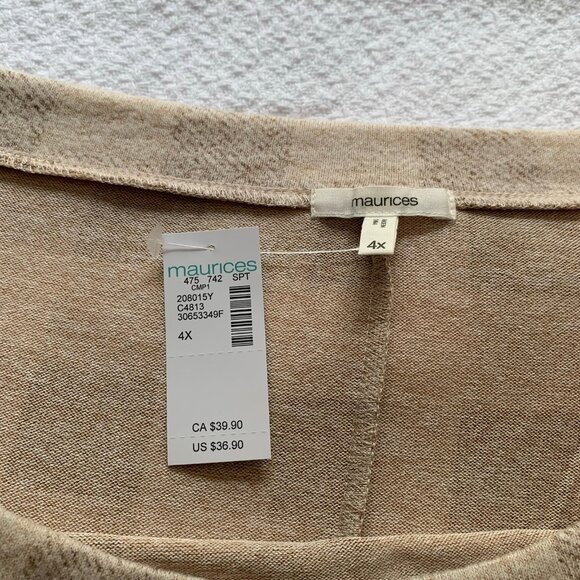 maurices
4x
maurices
475 742 SPT
CMP1
208015Y
C4813
30653349F
4X
CA $39.90
US $36.90